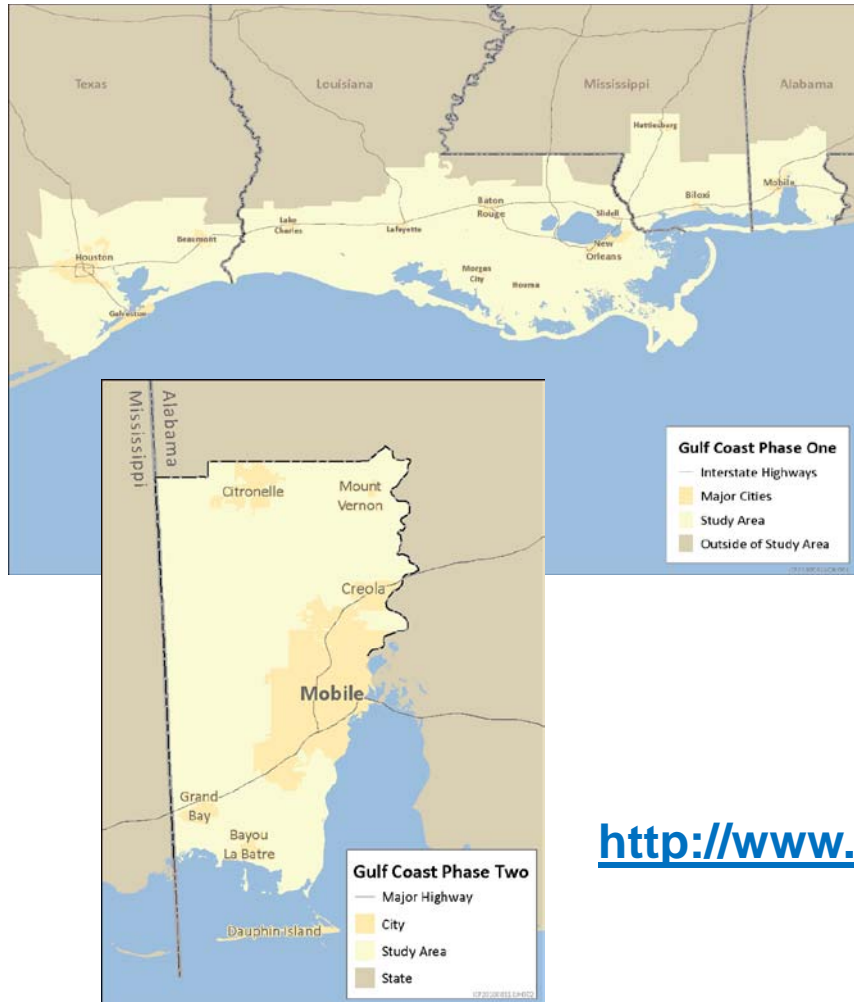 Texas
Louisiana
Mississippi
Alabama
Hattiesburg
Mobile
Biloxi
Baton
Rouge
Slidell
Lake
Charles
Lafayette
Beaumont
New
Orleans
Houston
Morgan
City
Houma
Galveston
Gulf Coast Phase One
Interstate Highways
Major Cities
Study Area
Outside of Study Area
Mississippi
Alabama
Citronelle
Mount
Vernon
Creola
Mobile
Grand
Bay
Bayou
La Batre
Dauphin Island
Gulf Coast Phase Two
Major Highway
City
Study Area
State
http://www.